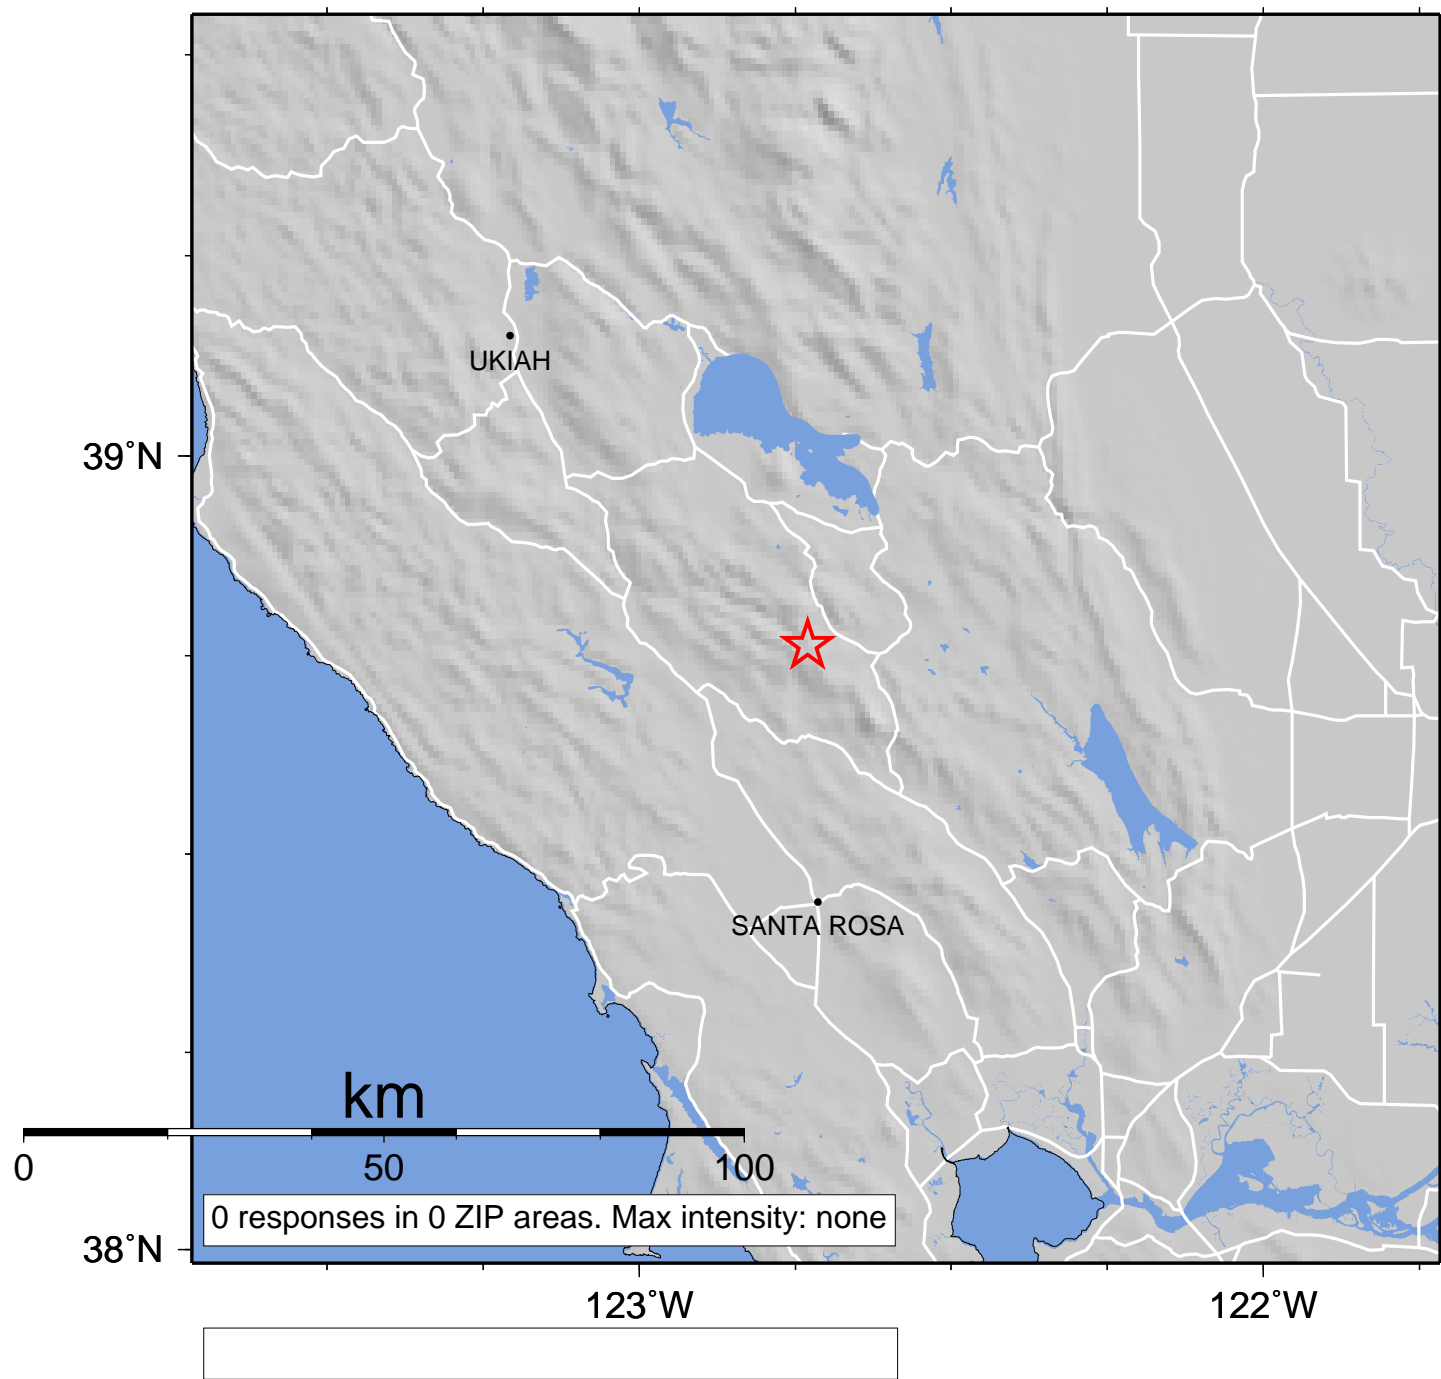 UKIAH
39°N
SANTA ROSA
km
0 50 100
0 responses in 0 ZIP areas. Max intensity: none
38°N
123°W 122°W